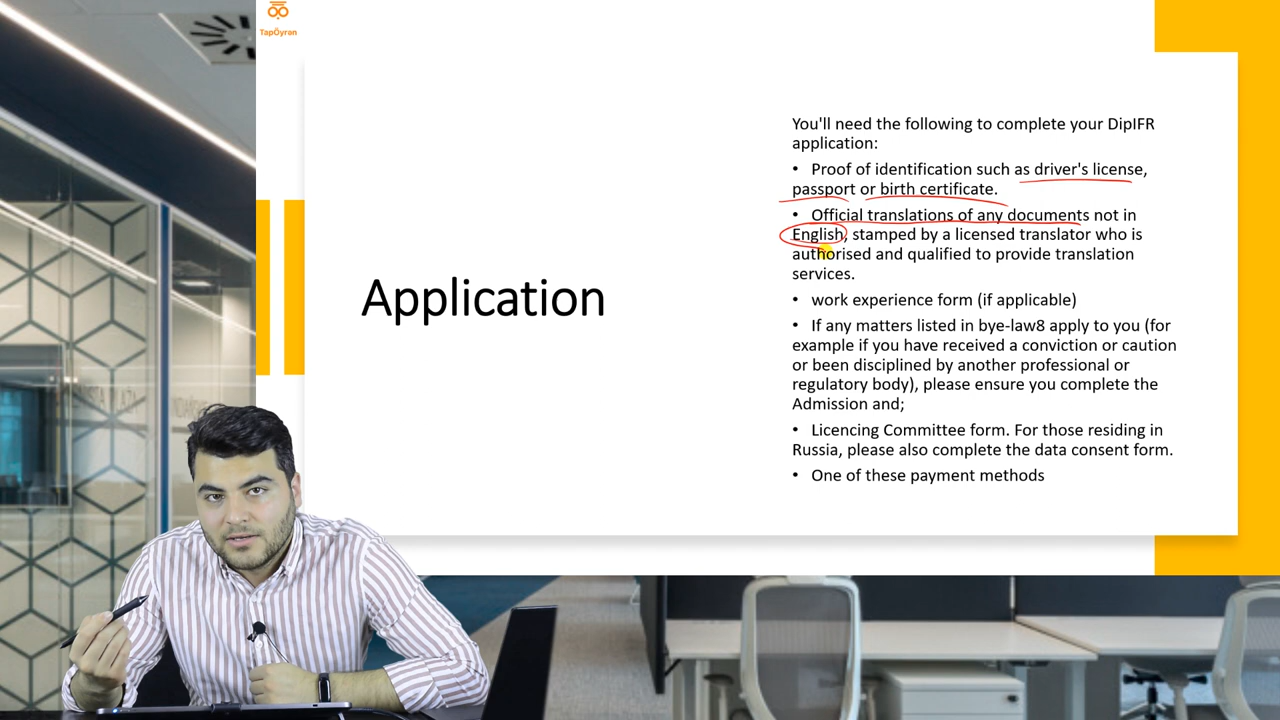 TapÖyrən
You'll need the following to complete your DipIFR
application:
• Proof of identification such as driver's license,
passport or birth certificate.
• Official translations of any documents not in
English, stamped by a licensed translator who is
authorised and qualified to provide translation
services.
• work experience form (if applicable)
• If any matters listed in bye-law8 apply to you (for
example if you have received a conviction or caution
or been disciplined by another professional or
regulatory body), please ensure you complete the
Admission and;
• Licencing Committee form. For those residing in
Russia, please also complete the data consent form.
• One of these payment methods
Application